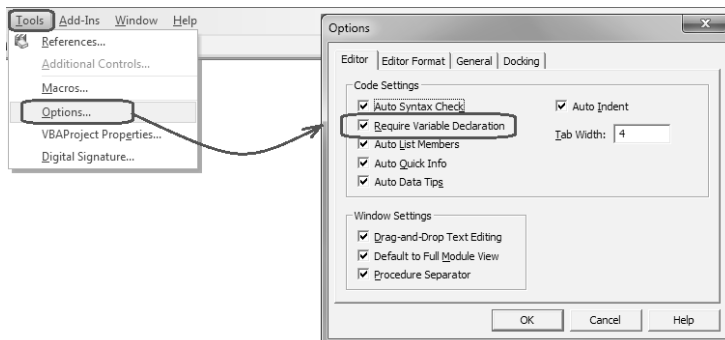 Tools Add-Ins Window Help
References...
Additional Controls...
Macros...
Options...
VBAProject Properties...
Digital Signature...
Options
Editor Editor Format General Docking
Code Settings
Auto Syntax Check
Auto Indent
Require Variable Declaration
Tab Width: 4
Auto List Members
Auto Quick Info
Auto Data Tips
Window Settings
Drag-and-Drop Text Editing
Default to Full Module View
Procedure Separator
OK Cancel Help